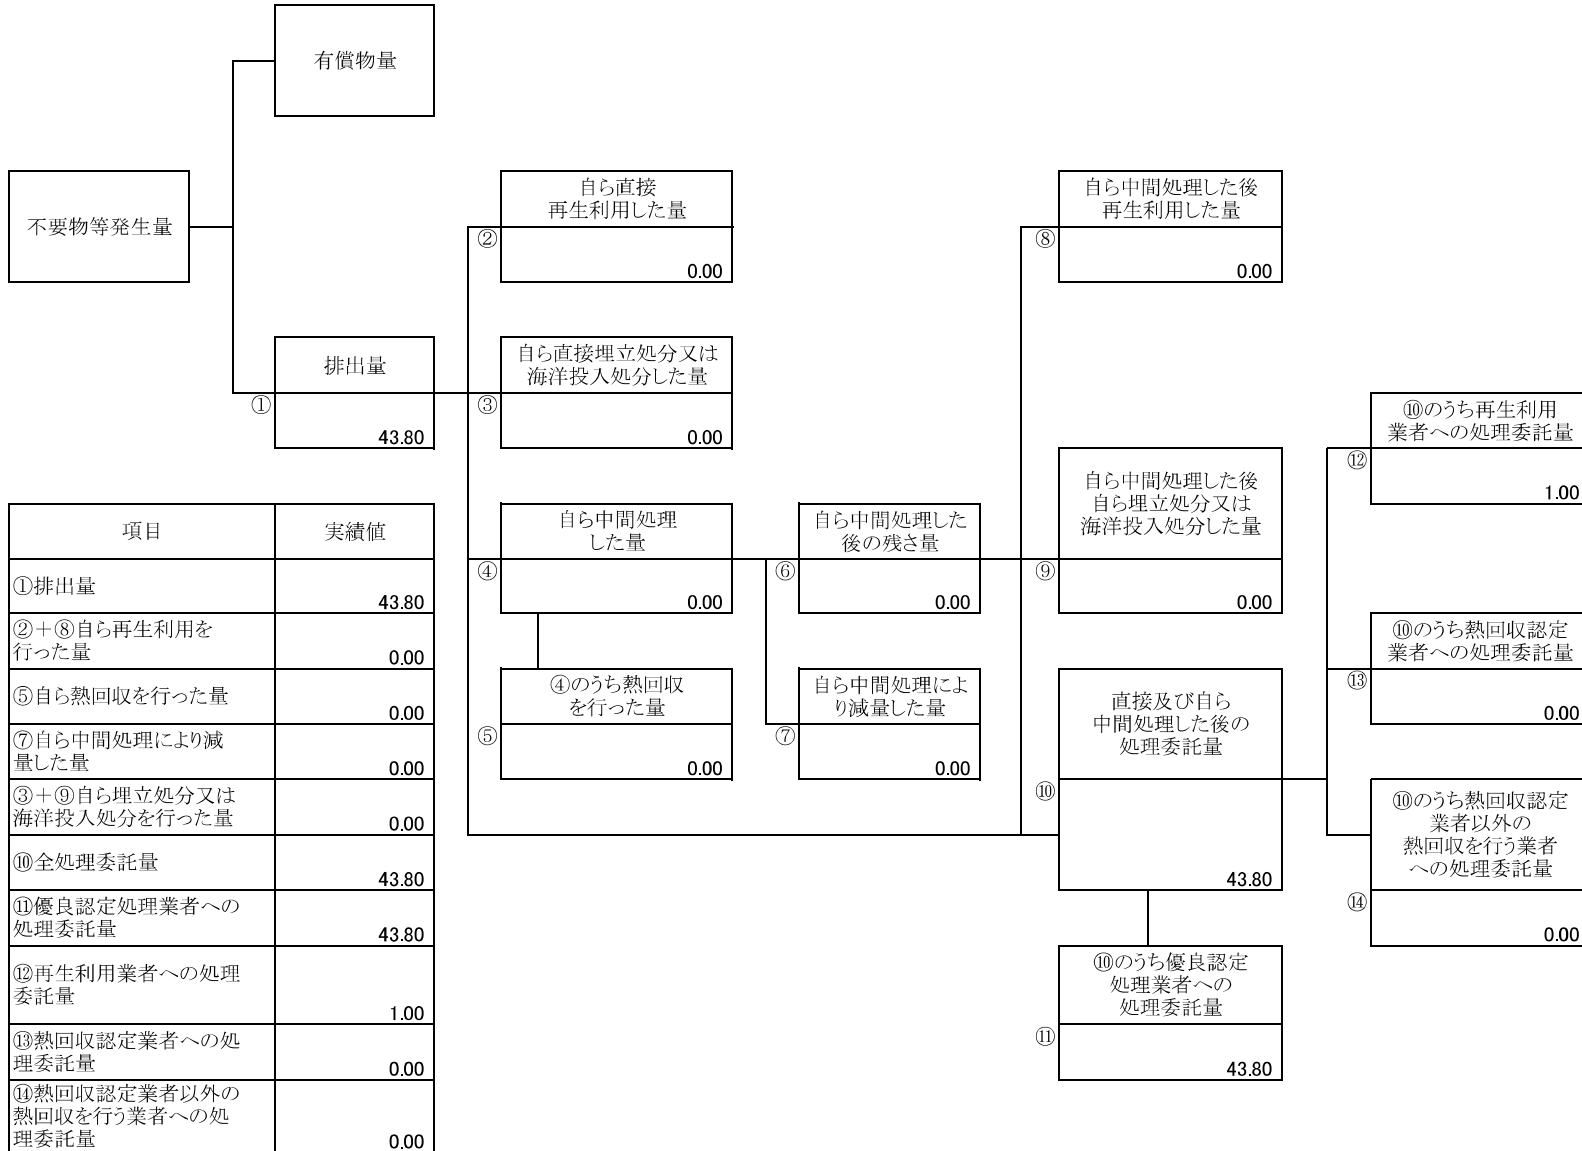 有償物量
不要物等発生量
自ら直接
再生利用した量
②
0.00
自ら中間処理した後
再生利用した量
⑧
0.00
排出量
①
43.80
自ら直接埋立処分又は
海洋投入処分した量
③
0.00
⑩のうち再生利用
業者への処理委託量
⑫
1.00
自ら中間処理
した量
④
0.00
自ら中間処理した
後の残さ量
⑥
0.00
自ら中間処理した後
自ら埋立処分又は
海洋投入処分した量
⑨
0.00
⑩のうち熱回収認定
業者への処理委託量
⑬
0.00
④のうち熱回収
を行った量
⑤
0.00
自ら中間処理によ
り減量した量
⑦
0.00
直接及び自ら
中間処理した後の
処理委託量
⑩
43.80
⑩のうち熱回収認定
業者以外の
熱回収を行う業者
への処理委託量
⑭
0.00
⑩のうち優良認定
処理業者への
処理委託量
⑪
43.80
項目 実績値
①排出量 43.80
②＋⑧自ら再生利用を
行った量 0.00
⑤自ら熱回収を行った量 0.00
⑦自ら中間処理により減
量した量 0.00
③＋⑨自ら埋立処分又は
海洋投入処分を行った量 0.00
⑩全処理委託量 43.80
⑪優良認定処理業者への
処理委託量 43.80
⑫再生利用業者への処理
委託量 1.00
⑬熱回収認定業者への処
理委託量 0.00
⑭熱回収認定業者以外の
熱回収を行う業者への処
理委託量 0.00